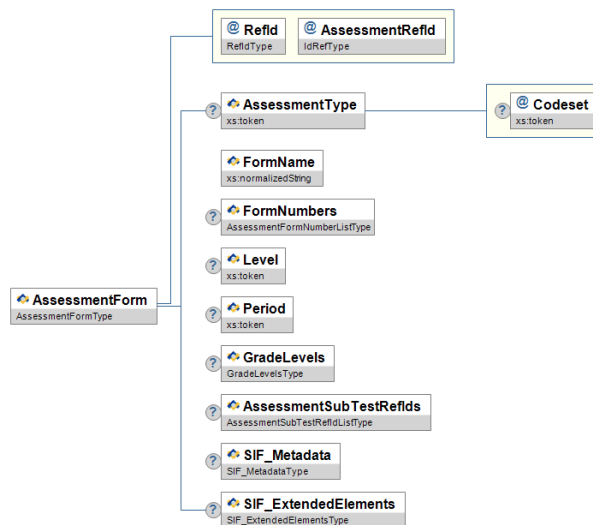 @ RefId
RefIdType
@ AssessmentRefId
IdRefType
? AssessmentType
xs:token
? @ Codeset
xs:token
FormName
xs:normalizedString
? FormNumbers
AssessmentFormNumberListType
? Level
xs:token
AssessmentForm
AssessmentFormType
? Period
xs:token
? GradeLevels
GradeLevelsType
? AssessmentSubTestRefIds
AssessmentSubTestRefIdListType
? SIF_Metadata
SIF_MetadataType
? SIF_ExtendedElements
SIF_ExtendedElementsType